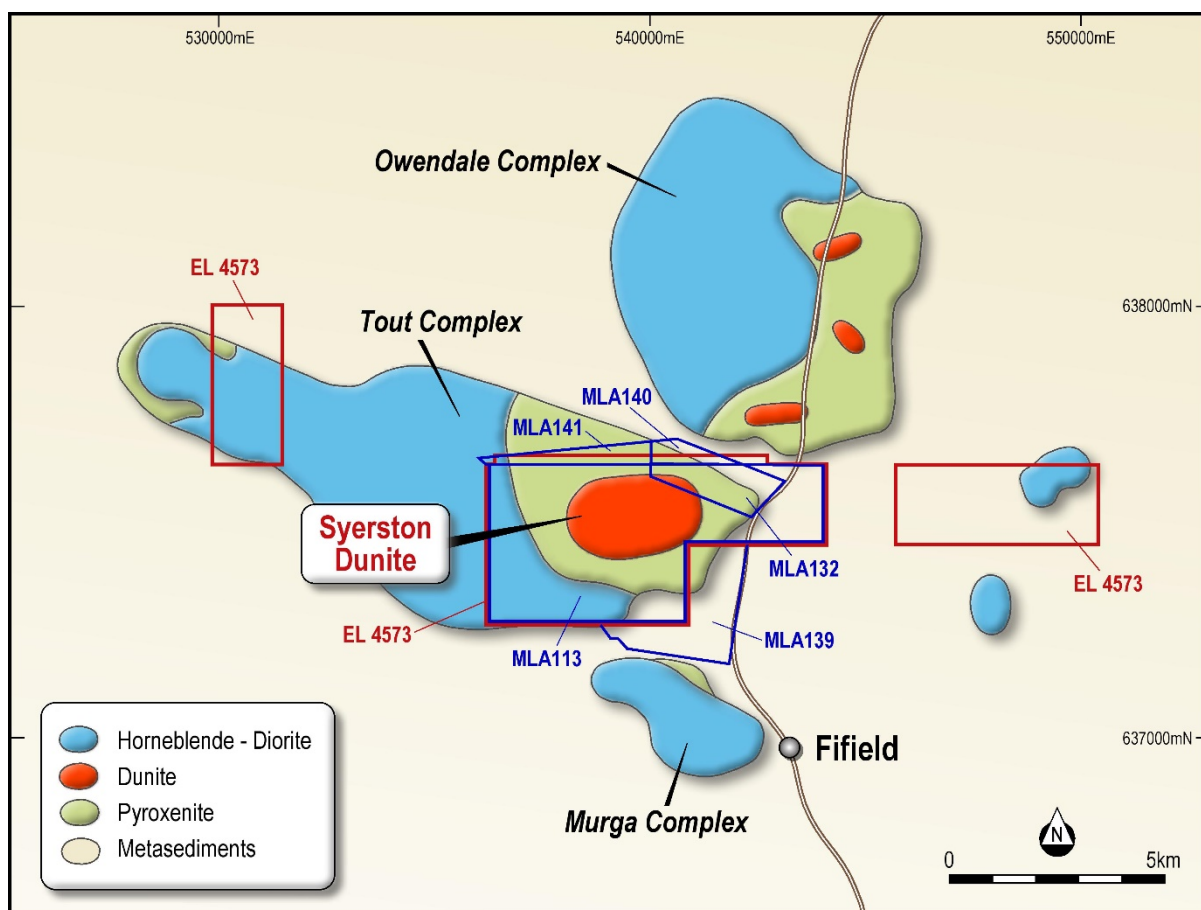 530000mE
540000mE
550000mE
Owendale Complex
EL 4573
638000mN
Tout Complex
MLA140
MLA141
Syerston
Dunite
MLA132
EL 4573
EL 4573
MLA113
MLA139
Horneblende - Diorite
Dunite
Pyroxenite
Metasediments
637000mN
Fifield
Murga Complex
N
0
5km